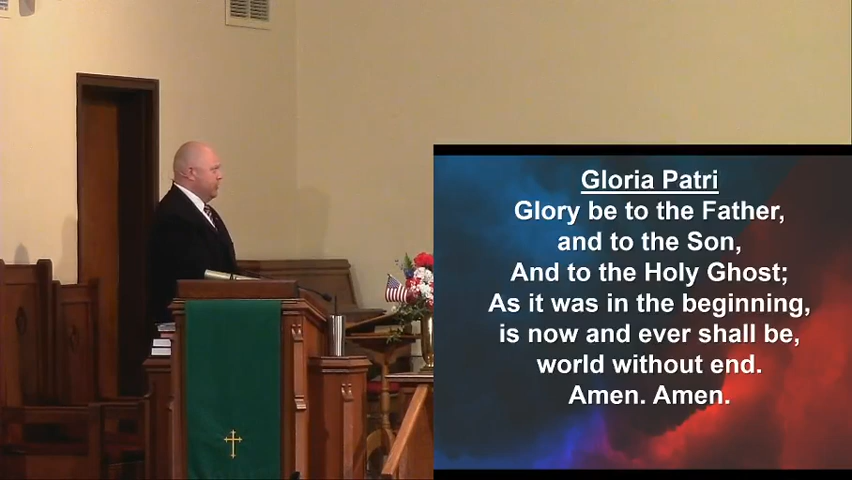 Gloria Patri
Glory be to the Father,
and to the Son,
And to the Holy Ghost;
As it was in the beginning,
is now and ever shall be,
world without end.
Amen. Amen.